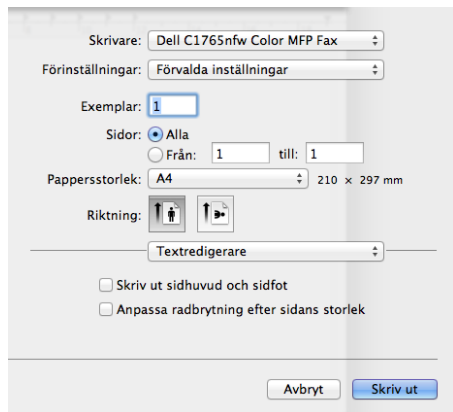 Skrivare: Dell C1765nfw Color MFP Fax
Förinställningar: Förvalda inställningar
Exemplar: 1
Sidor: Alla
Från: 1 till: 1
Pappersstorlek: A4 210 × 297 mm
Riktning:
Textredigerare
Skriv ut sidhuvud och sidfot
Anpassa radbrytning efter sidans storlek
Avbryt Skriv ut